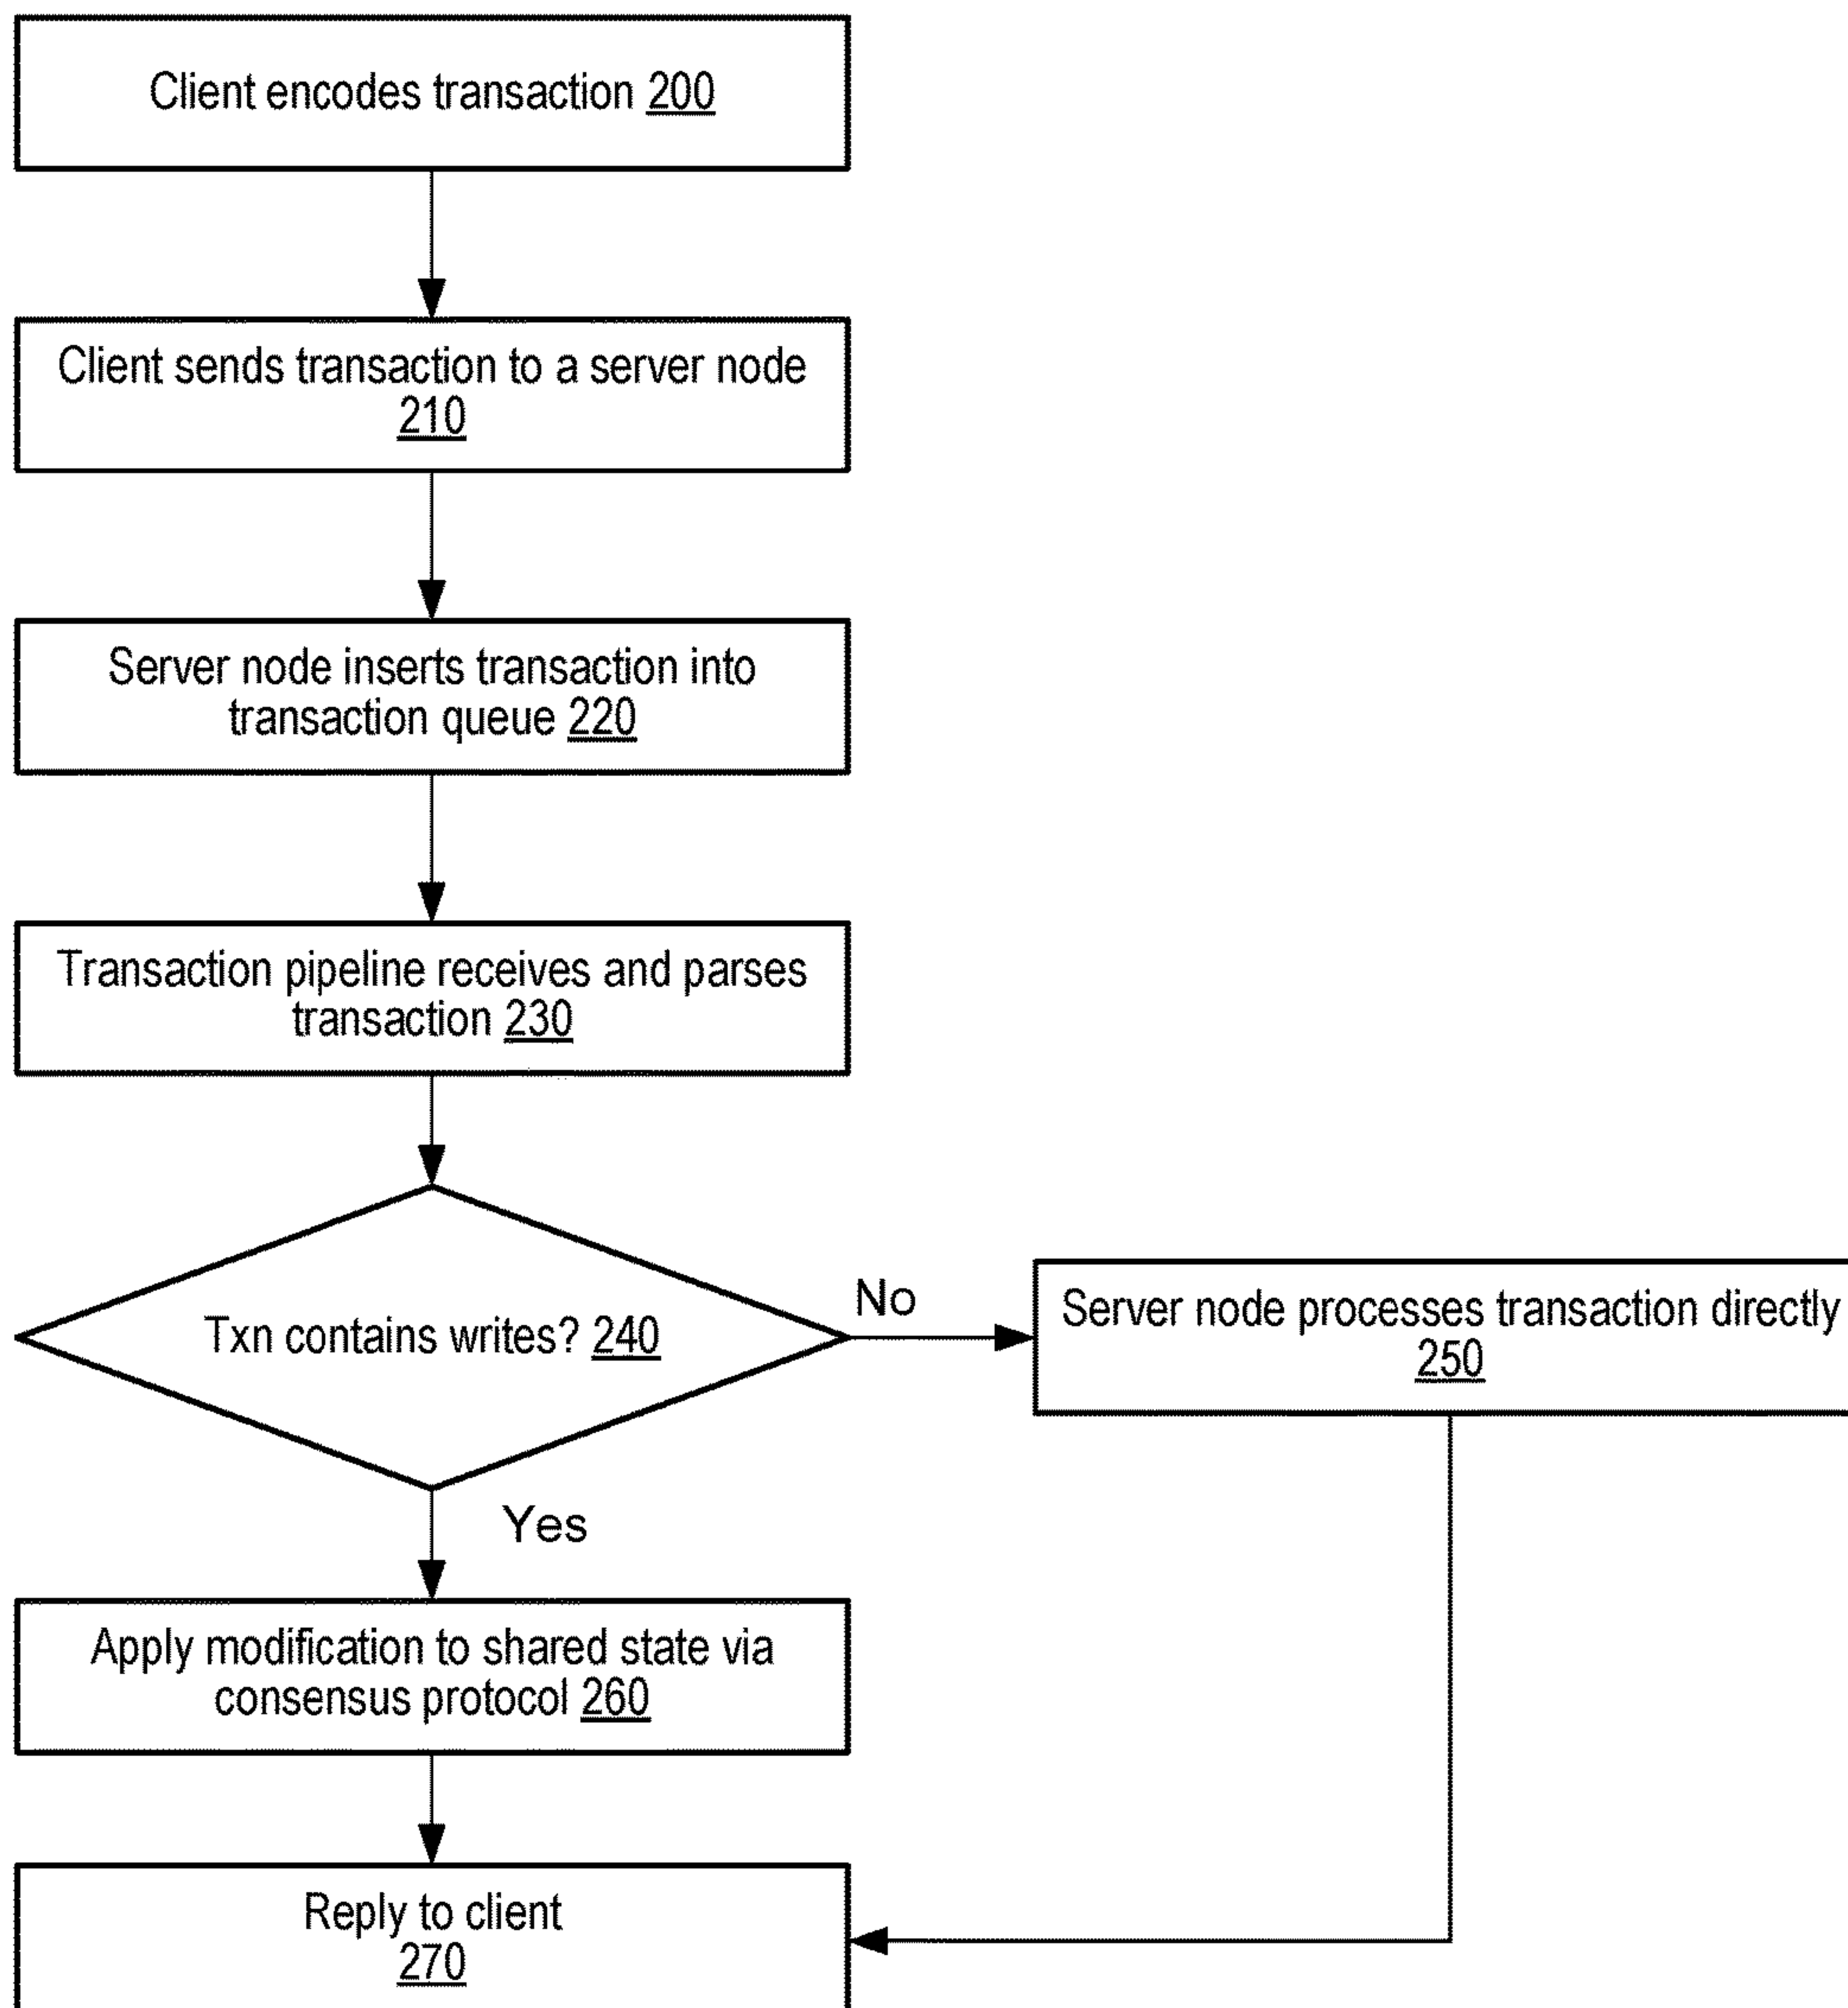 Client encodes transaction 200
Client sends transaction to a server node
210
Server node inserts transaction into
transaction queue 220
Transaction pipeline receives and parses
transaction 230
Txn contains writes? 240
No
Server node processes transaction directly
250
Yes
Apply modification to shared state via
consensus protocol 260
Reply to client
270